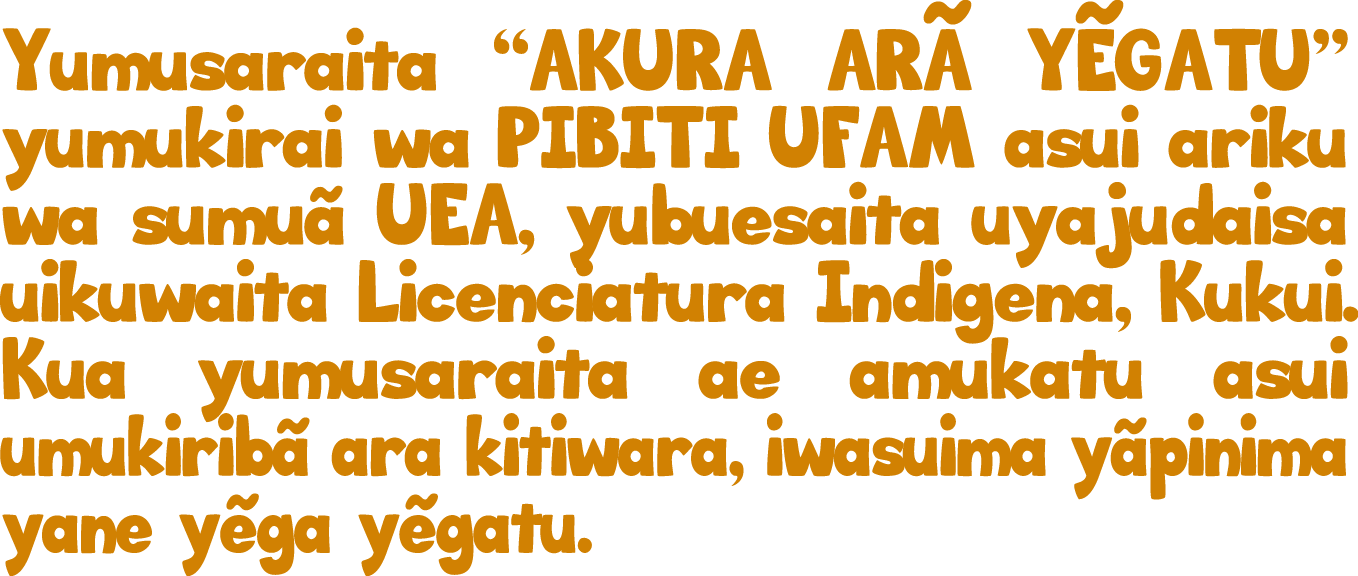 Yumusaraita “AKURA ARÃ YẼGATU”
yumukirai wa PIBITI UFAM asui ariku
wa sumuã UEA, yubuesaita uyajudaisa
uikuwaita Licenciatura Indigena, Kukui.
Kua yumusaraita ae amukatu asui
umukiribã ara kitiwara, iwasuima yãpinima
yane yẽga yẽgatu.